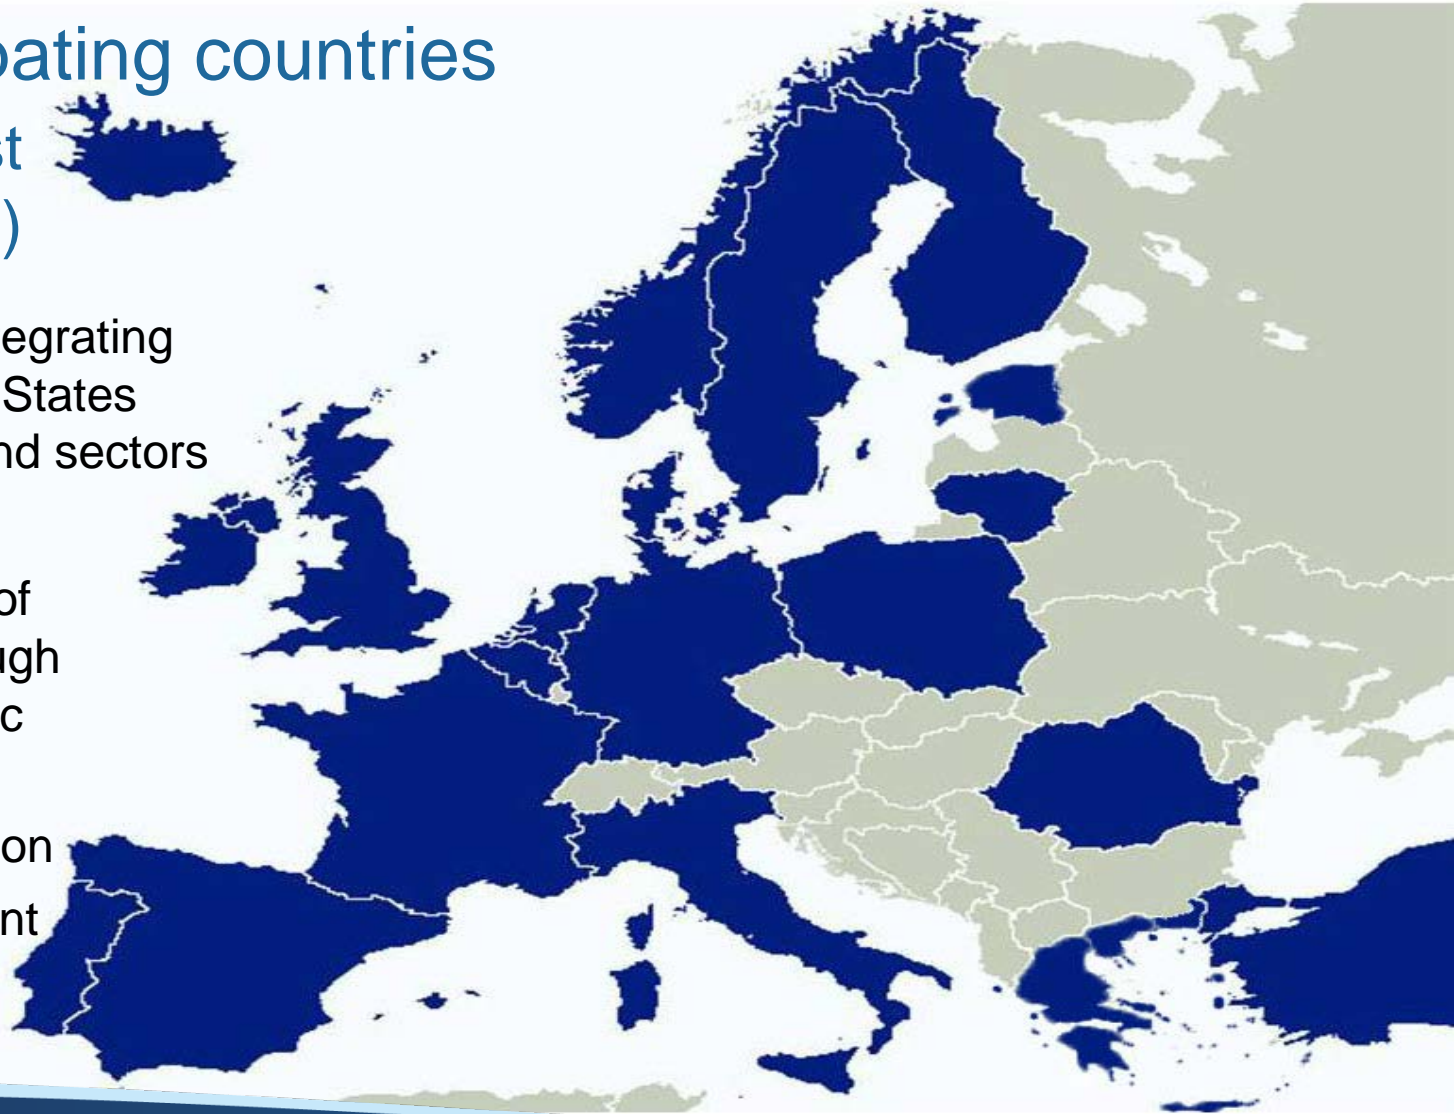 pating countries
st
)
egrating
States
nd sectors
of
ugh
c
on
nt